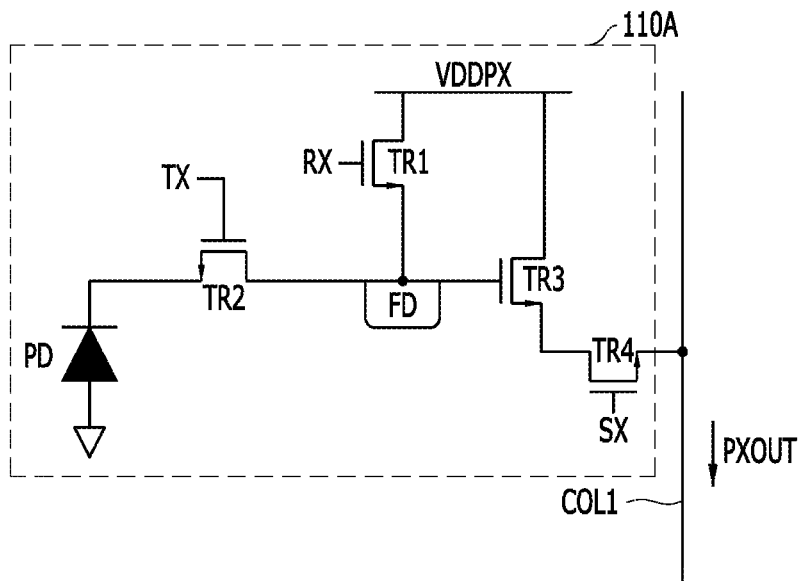 110A
VDDPX
RX
TR1
TX
TR2
FD
TR3
PD
TR4
SX
PXOUT
COL1